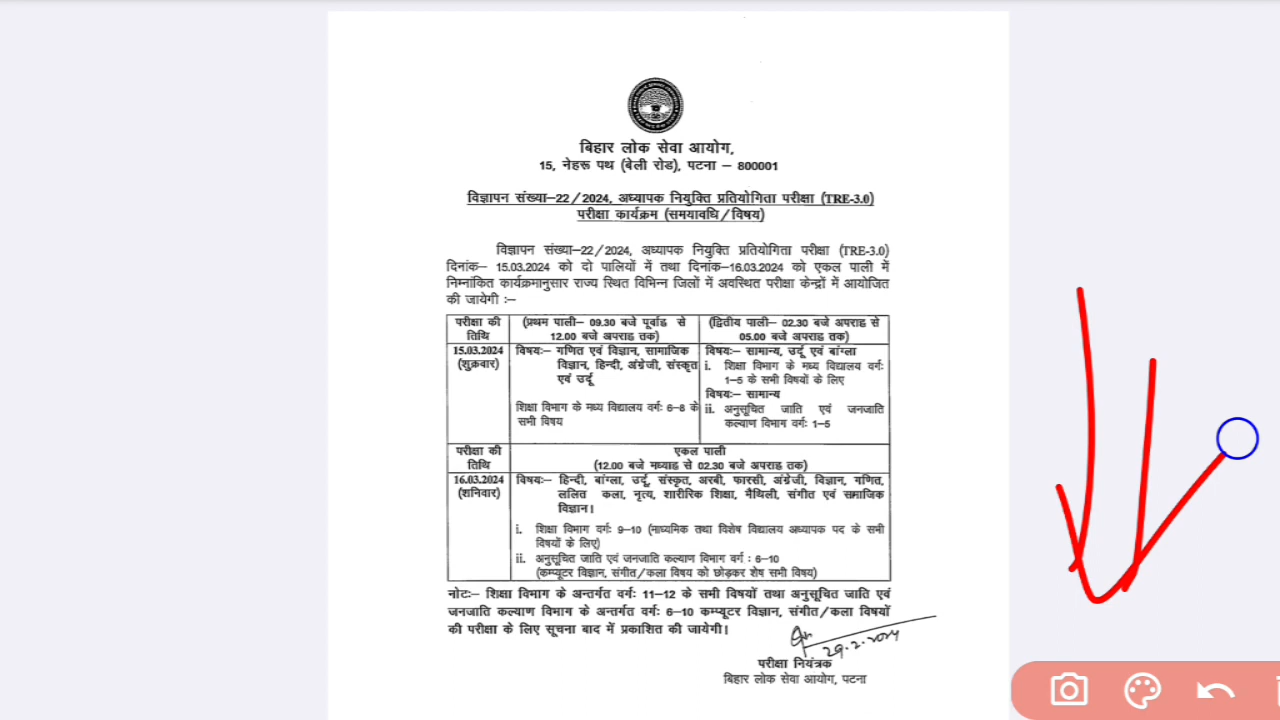 बिहार लोक सेवा आयोग,
15, नेहरू पथ (बेली रोड), पटना – 800001
विज्ञापन संख्या–22/2024, अध्यापक नियुक्ति प्रतियोगिता परीक्षा (TRE-3.0)
परीक्षा कार्यक्रम (समयावधि/विषय)
विज्ञापन संख्या–22/2024, अध्यापक नियुक्ति प्रतियोगिता परीक्षा (TRE-3.0)
दिनांक– 15.03.2024 को दो पालियों में तथा दिनांक–16.03.2024 को एकल पाली में
निम्नांकित कार्यक्रमानुसार राज्य स्थित विभिन्न जिलों में अवस्थित परीक्षा केन्द्रों में आयोजित
की जायेगी :–
परीक्षा की
तिथि
(प्रथम पाली– 09.30 बजे पूर्वाह्न से
12.00 बजे अपराह्न तक)
(द्वितीय पाली– 02.30 बजे अपराह्न से
05.00 बजे अपराह्न तक)
15.03.2024
(शुक्रवार)
विषयः– गणित एवं विज्ञान, सामाजिक
विज्ञान, हिन्दी, अंग्रेजी, संस्कृत
एवं उर्दू
शिक्षा विभाग के मध्य विद्यालय वर्गः 6–8 के
सभी विषय
विषयः– सामान्य, उर्दू एवं बांग्ला
i. शिक्षा विभाग के मध्य विद्यालय वर्गः
1–5 के सभी विषयों के लिए
विषयः– सामान्य
ii. अनुसूचित जाति एवं जनजाति
कल्याण विभाग वर्गः 1–5
परीक्षा की
तिथि
एकल पाली
(12.00 बजे मध्याह्न से 02.30 बजे अपराह्न तक)
16.03.2024
(शनिवार)
विषयः– हिन्दी, बांग्ला, उर्दू, संस्कृत, अरबी, फारसी, अंग्रेजी, विज्ञान, गणित,
ललित कला, नृत्य, शारीरिक शिक्षा, मैथिली, संगीत एवं समाजिक
विज्ञान।
i. शिक्षा विभाग वर्गः 9–10 (माध्यमिक तथा विशेष विद्यालय अध्यापक पद के सभी
विषयों के लिए)
ii. अनुसूचित जाति एवं जनजाति कल्याण विभाग वर्ग : 6–10
(कम्प्यूटर विज्ञान, संगीत/कला विषय को छोड़कर शेष सभी विषय)
नोटः– शिक्षा विभाग के अन्तर्गत वर्गः 11–12 के सभी विषयों तथा अनुसूचित जाति एवं
जनजाति कल्याण विभाग के अन्तर्गत वर्गः 6–10 कम्प्यूटर विज्ञान, संगीत/कला विषयों
की परीक्षा के लिए सूचना बाद में प्रकाशित की जायेगी।
29.2.2024
परीक्षा नियंत्रक
बिहार लोक सेवा आयोग, पटना